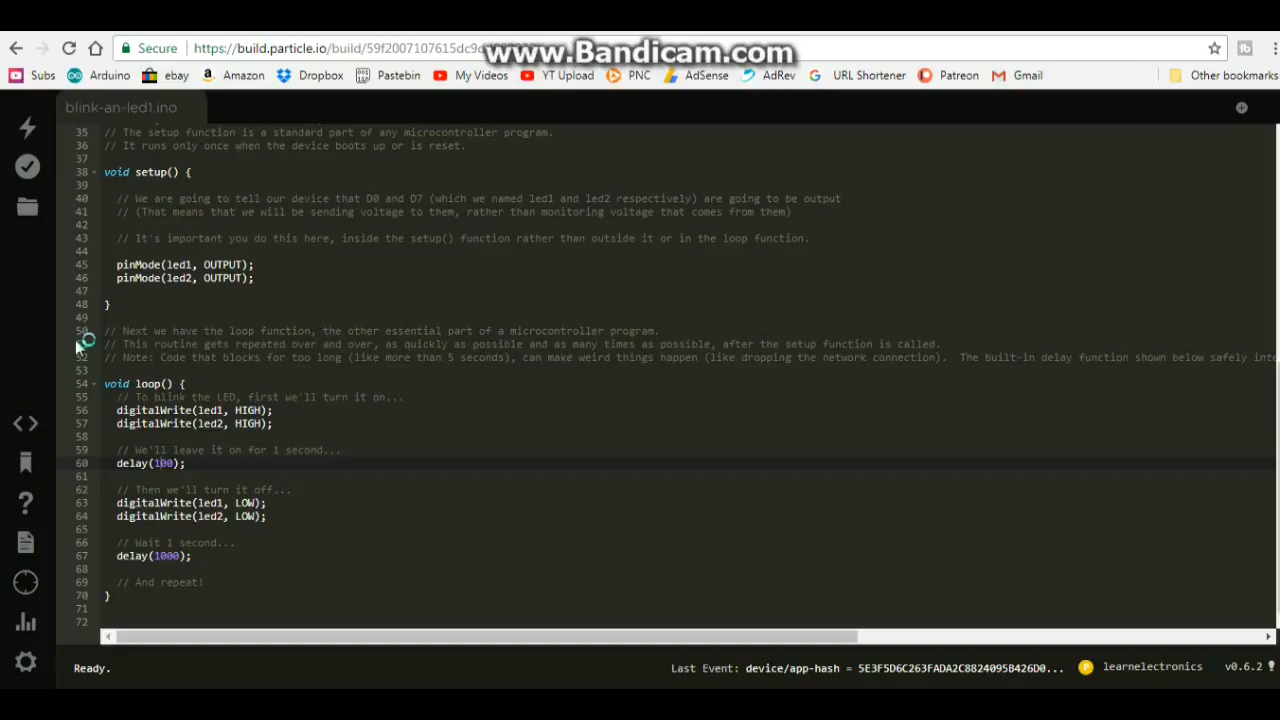 www.Bandicam.com
Secure https://build.particle.io/build/59f2007107615dc9d
Subs Arduino ebay Amazon Dropbox Pastebin My Videos YT Upload PNC AdSense AdRev URL Shortener Patreon Gmail Other bookmarks
blink-an-led1.ino
35 // The setup function is a standard part of any microcontroller program.
36 // It runs only once when the device boots up or is reset.
37
38 void setup() {
39
40 // We are going to tell our device that D0 and D7 (which we named led1 and led2 respectively) are going to be output
41 // (That means that we will be sending voltage to them, rather than monitoring voltage that comes from them)
42
43 // It's important you do this here, inside the setup() function rather than outside it or in the loop function.
44
45 pinMode(led1, OUTPUT);
46 pinMode(led2, OUTPUT);
47
48 }
49
50 // Next we have the loop function, the other essential part of a microcontroller program.
// This routine gets repeated over and over, as quickly as possible and as many times as possible, after the setup function is called.
52 // Note: Code that blocks for too long (like more than 5 seconds), can make weird things happen (like dropping the network connection).  The built-in delay function shown below safely inte
53
54 void loop() {
55 // To blink the LED, first we'll turn it on...
56 digitalWrite(led1, HIGH);
57 digitalWrite(led2, HIGH);
58
59 // We'll leave it on for 1 second...
60 delay(100);
61
62 // Then we'll turn it off...
63 digitalWrite(led1, LOW);
64 digitalWrite(led2, LOW);
65
66 // Wait 1 second...
67 delay(1000);
68
69 // And repeat!
70 }
71
72
Ready. Last Event: device/app-hash = 5E3F5D6C263FADA2C8824095B426D0... learnelectronics v0.6.2